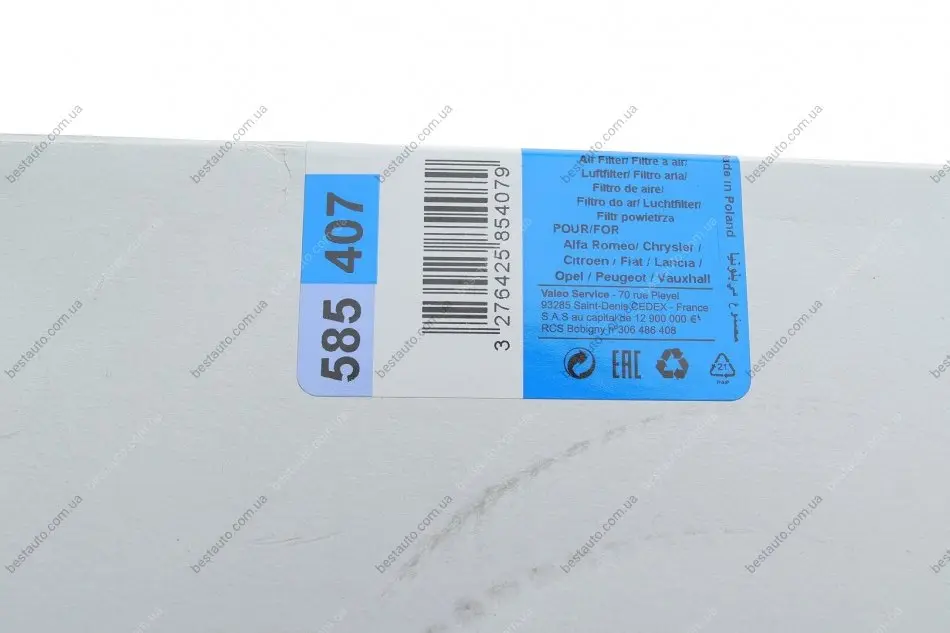 585 407
3 276425 854079
Air Filter/ Filtre a air/
Luftfilter/ Filtro aria/
Filtro de aire/
Filtro do ar/ Luchtfilter/
Filtr powietrza
POUR/FOR
Alfa Romeo/ Chrysler /
Citroen / Fiat / Lancia /
Opel / Peugeot / Vauxhall
Valeo Service - 70 rue Pleyel
93285 Saint-Denis CEDEX - France
S.A.S au capital de 12 900 000 €
RCS Bobigny n°306 486 408
EAC
21
PAP
in Poland
bestauto.com.ua